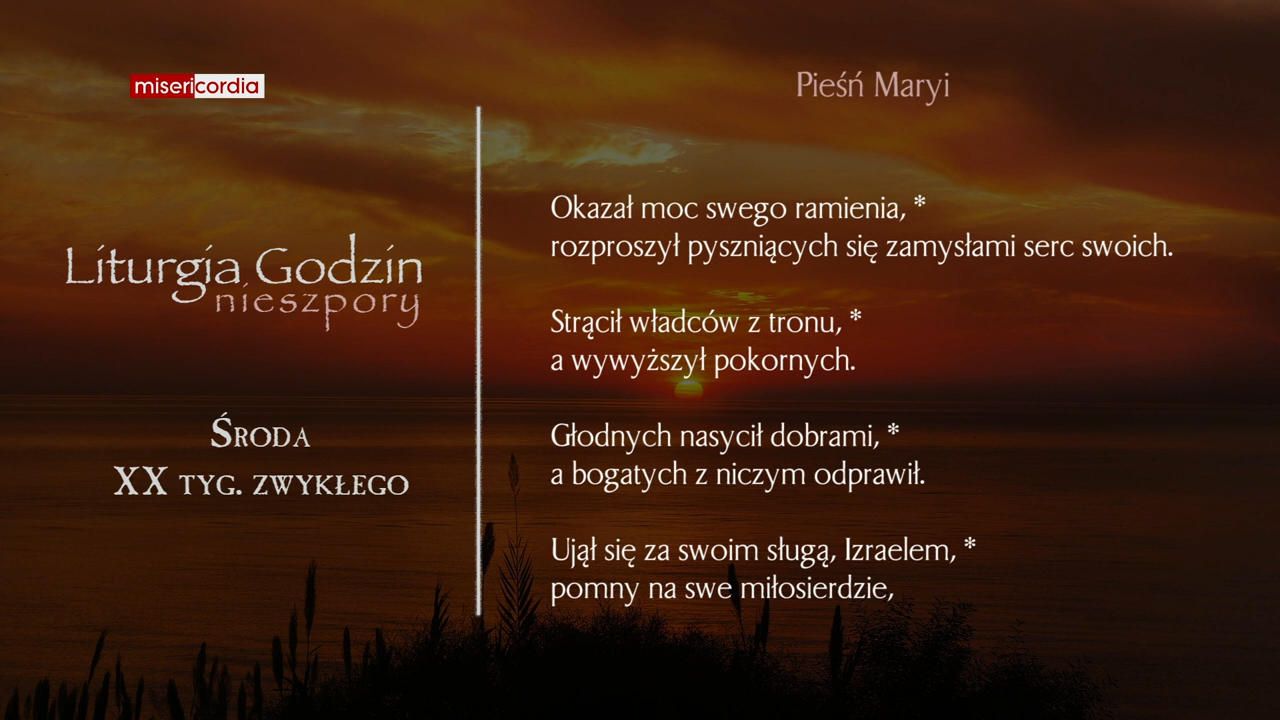 misericordia
Liturgia Godzin
nieszpory
Środa
XX tyg. zwykłego
Pieśń Maryi
Okazał moc swego ramienia, *
rozproszył pyszniących się zamysłami serc swoich.
Strącił władców z tronu, *
a wywyższył pokornych.
Głodnych nasycił dobrami, *
a bogatych z niczym odprawił.
Ujął się za swoim sługą, Izraelem, *
pomny na swe miłosierdzie,